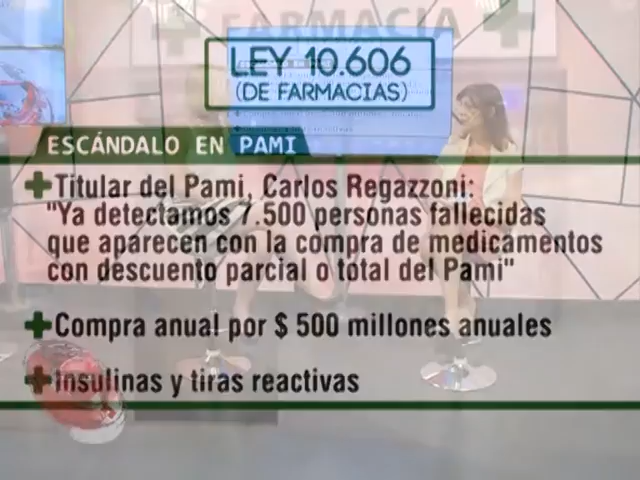 FARMACIA
LEY 10.606
(DE FARMACIAS)
ESCÁNDALO EN PAMI
Titular del Pami, Carlos Regazzoni:
"Ya detectamos 7.500 personas fallecidas
que aparecen con la compra de medicamentos
con descuento parcial o total del Pami"
Compra anual por $ 500 millones anuales
Insulinas y tiras reactivas